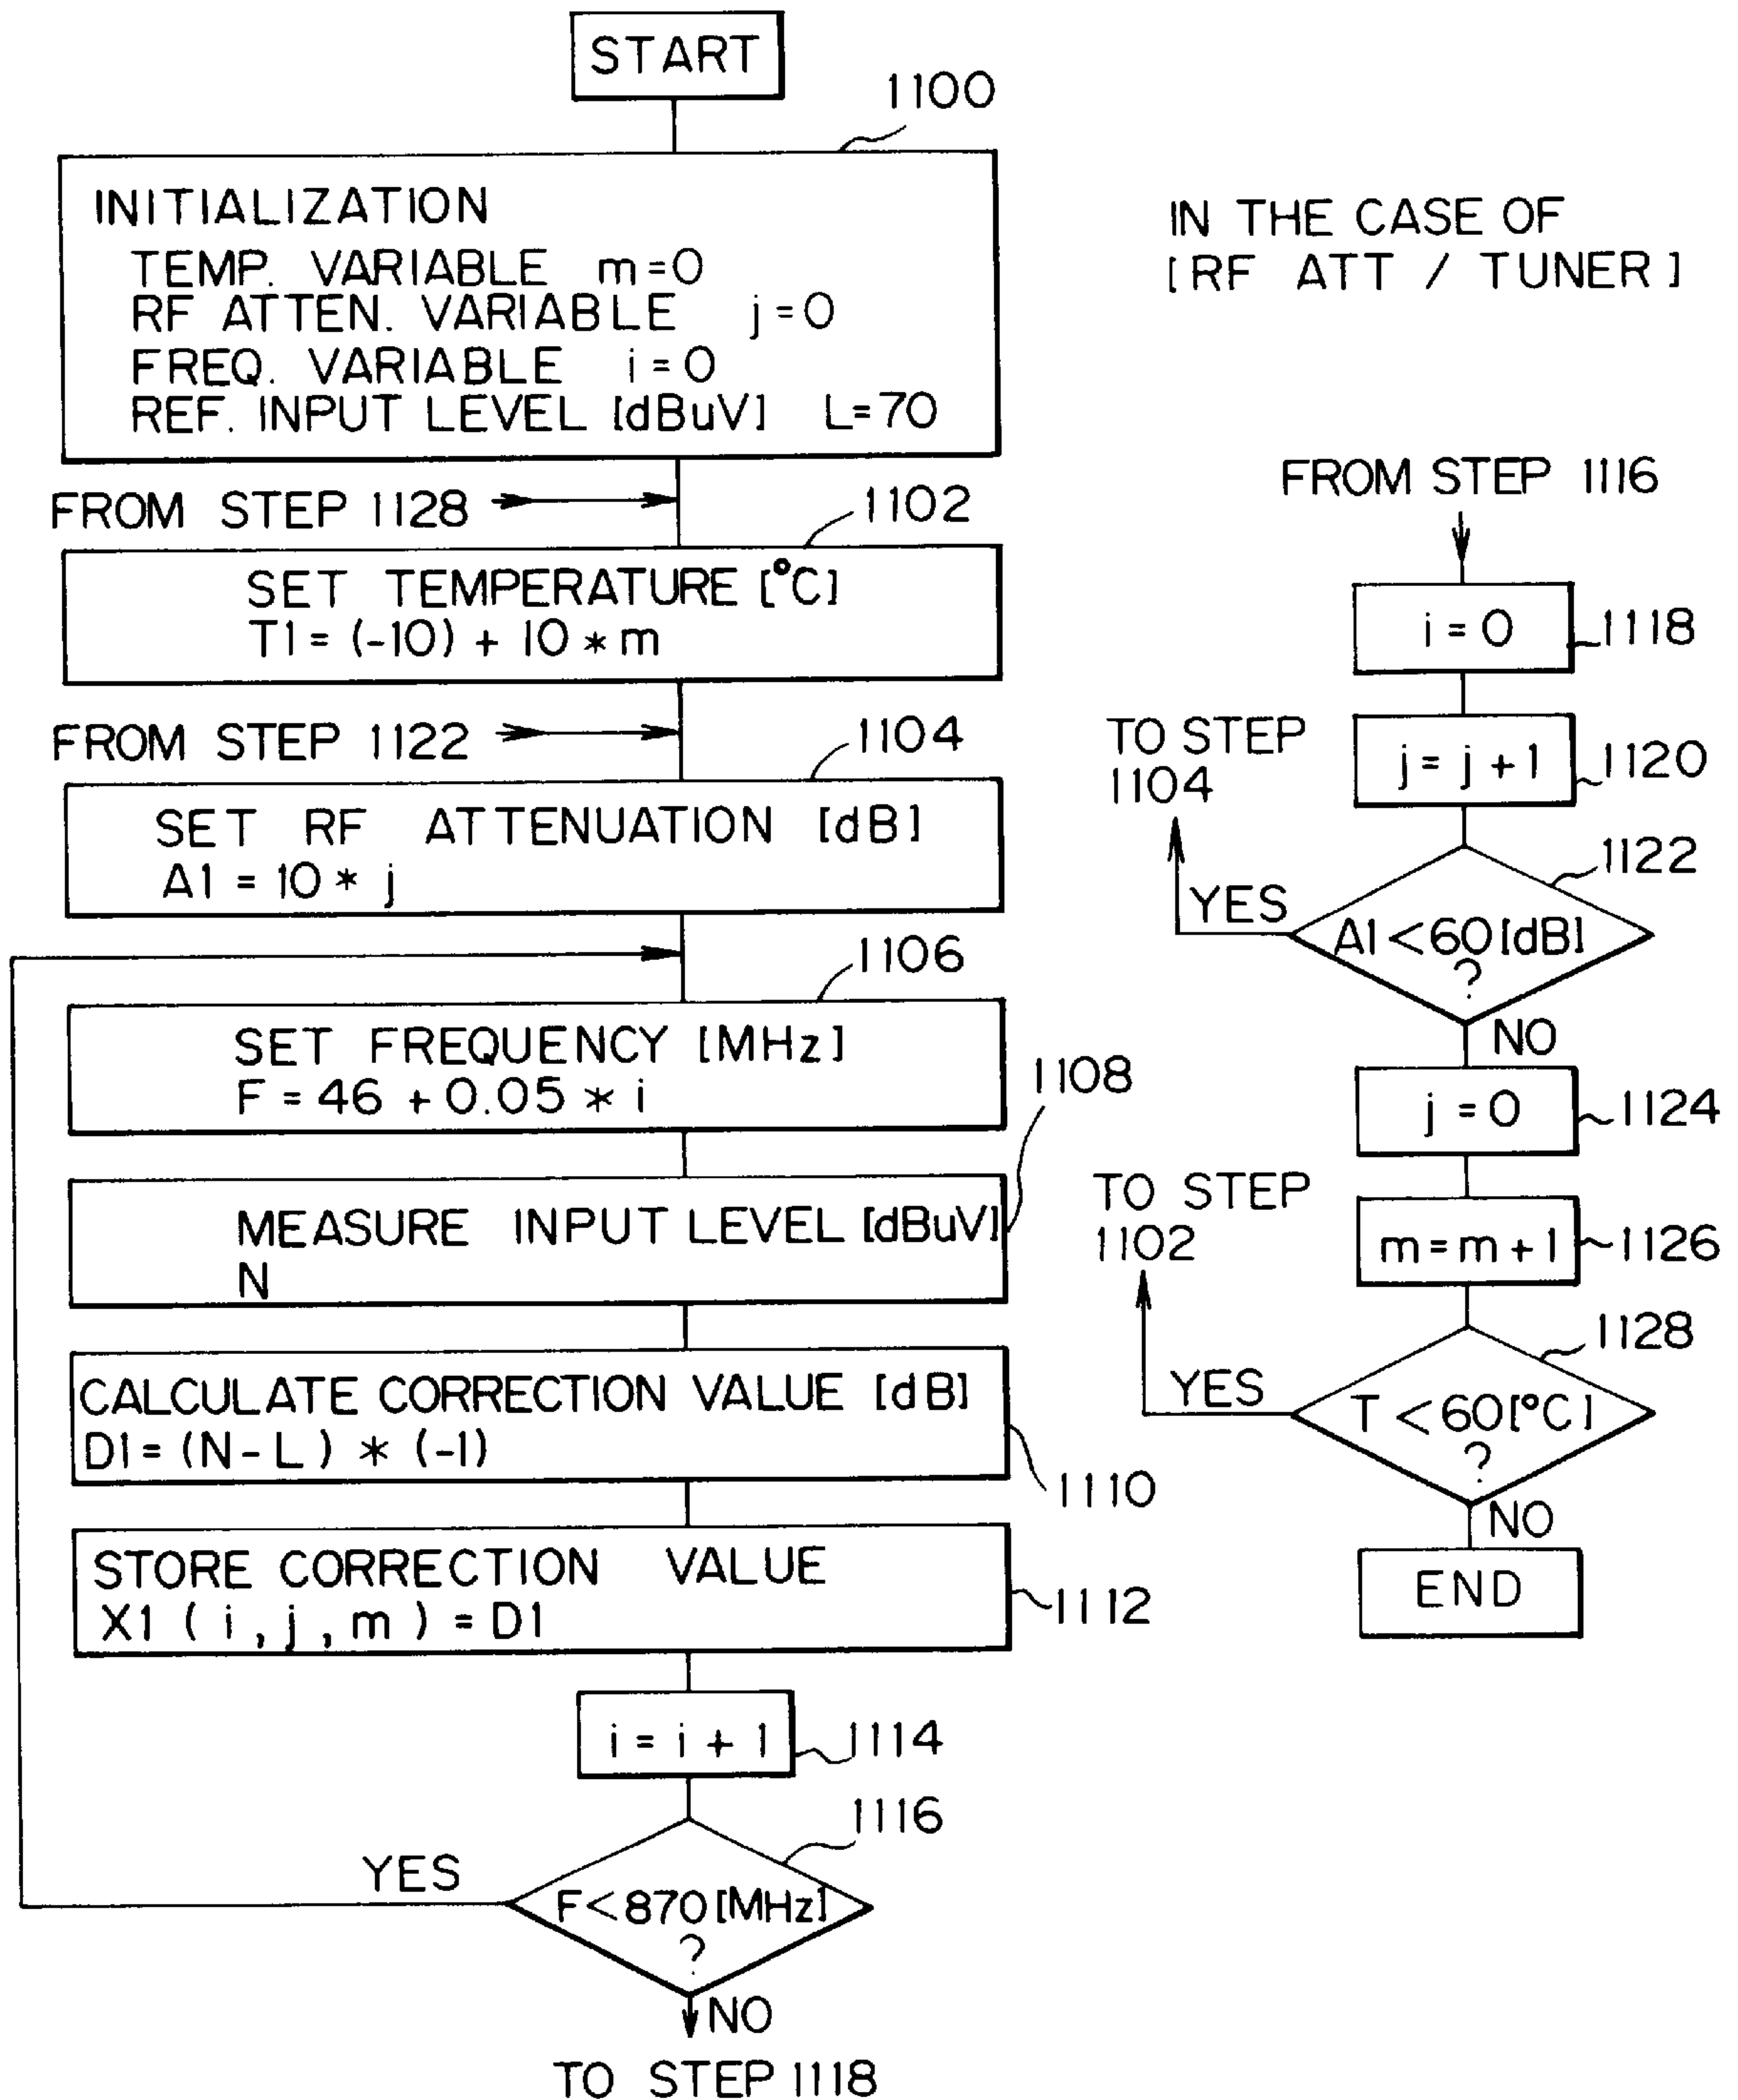 START
1100
INITIALIZATION
TEMP. VARIABLE m=0
RF ATTEN. VARIABLE j=0
FREQ. VARIABLE i=0
REF. INPUT LEVEL [dBuV] L=70
FROM STEP 1128
1102
SET TEMPERATURE [°C]
T1= (-10) + 10 * m
FROM STEP 1122
1104
SET RF ATTENUATION [dB]
A1 = 10 * j
1106
SET FREQUENCY [MHz]
F = 46 + 0.05 * i
1108
MEASURE INPUT LEVEL [dBuV]
N
CALCULATE CORRECTION VALUE [dB]
D1= (N-L) * (-1)
1110
STORE CORRECTION VALUE
X1 ( i , j , m ) = D1
1112
i = i + 1
1114
1116
YES
F<870 [MHz]
?
NO
TO STEP 1118
IN THE CASE OF
[ RF ATT / TUNER ]
FROM STEP 1116
i = 0
1118
j = j + 1
1120
TO STEP
1104
1122
YES
A1 <60 [dB]
?
NO
j = 0
1124
TO STEP
1102
m = m + 1
1126
1128
YES
T <60 [°C]
?
NO
END